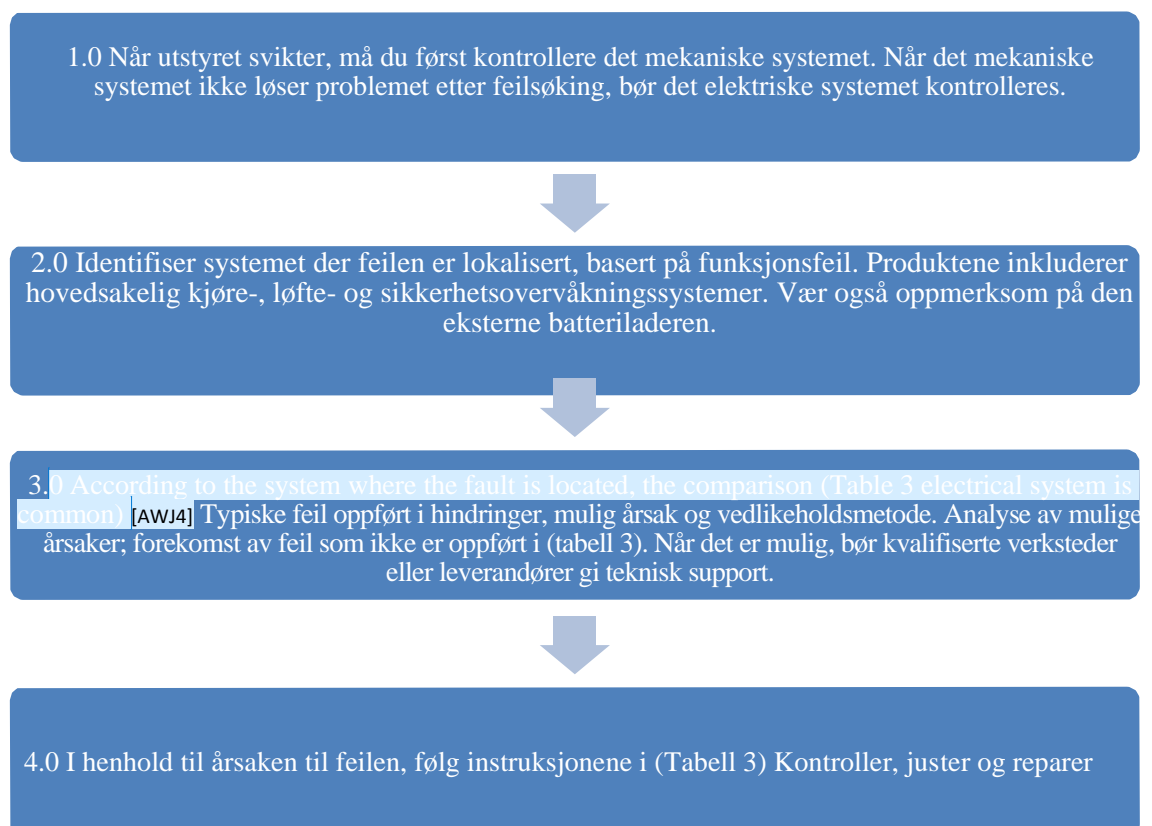 1.0 Når utstyret svikter, må du først kontrollere det mekaniske systemet. Når det mekaniske
systemet ikke løser problemet etter feilsøking, bør det elektriske systemet kontrolleres.
2.0 Identifiser systemet der feilen er lokalisert, basert på funksjonsfeil. Produktene inkluderer
hovedsakelig kjøre-, løfte- og sikkerhetsovervåkningssystemer. Vær også oppmerksom på den
eksterne batteriladeren.
3.0 According to the system where the fault is located, the comparison (Table 3 electrical system is
common) [AWJ4] Typiske feil oppført i hindringer, mulig årsak og vedlikeholdsmetode. Analyse av mulige
årsaker; forekomst av feil som ikke er oppført i (tabell 3). Når det er mulig, bør kvalifiserte verksteder
eller leverandører gi teknisk support.
4.0 I henhold til årsaken til feilen, følg instruksjonene i (Tabell 3) Kontroller, juster og reparer